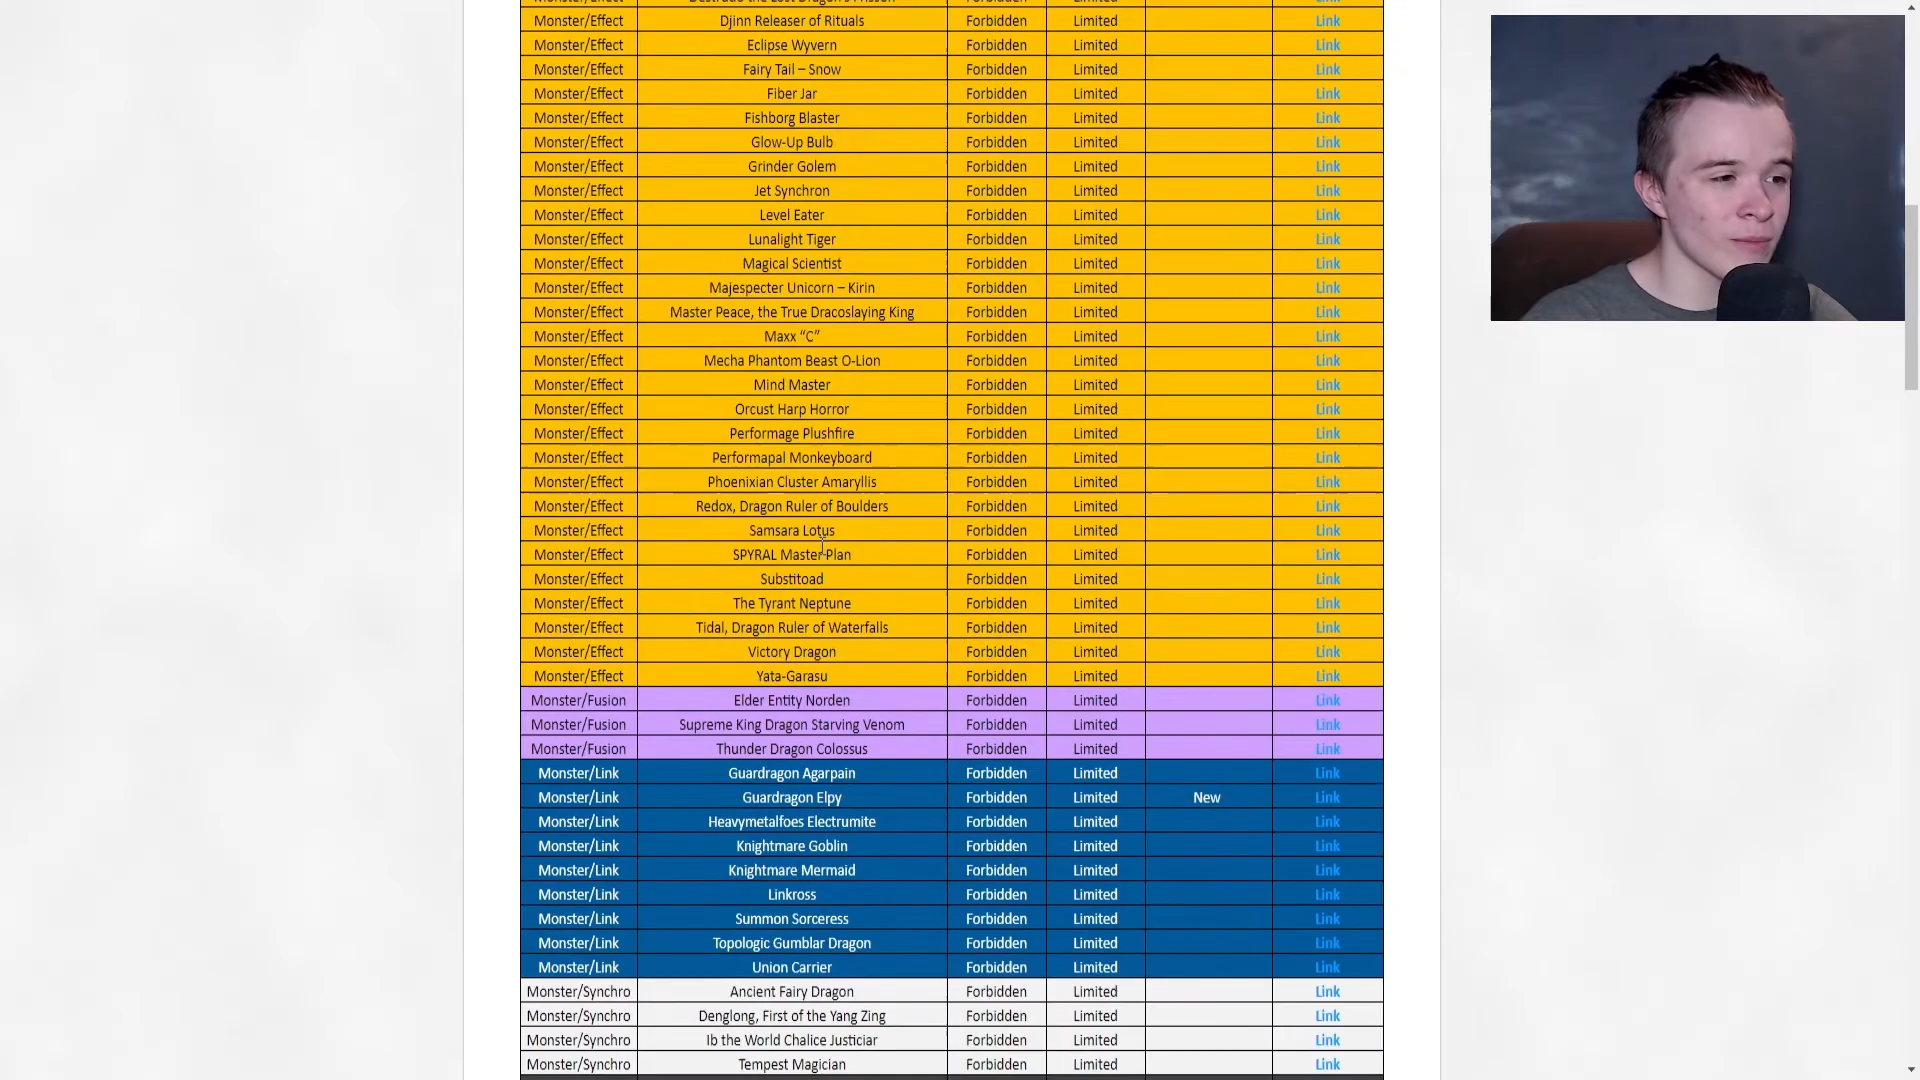 Monster/Effect Destrudo the Lost Dragon's Frisson Forbidden Limited Link
Monster/Effect Djinn Releaser of Rituals Forbidden Limited Link
Monster/Effect Eclipse Wyvern Forbidden Limited Link
Monster/Effect Fairy Tail – Snow Forbidden Limited Link
Monster/Effect Fiber Jar Forbidden Limited Link
Monster/Effect Fishborg Blaster Forbidden Limited Link
Monster/Effect Glow-Up Bulb Forbidden Limited Link
Monster/Effect Grinder Golem Forbidden Limited Link
Monster/Effect Jet Synchron Forbidden Limited Link
Monster/Effect Level Eater Forbidden Limited Link
Monster/Effect Lunalight Tiger Forbidden Limited Link
Monster/Effect Magical Scientist Forbidden Limited Link
Monster/Effect Majespecter Unicorn – Kirin Forbidden Limited Link
Monster/Effect Master Peace, the True Dracoslaying King Forbidden Limited Link
Monster/Effect Maxx “C” Forbidden Limited Link
Monster/Effect Mecha Phantom Beast O-Lion Forbidden Limited Link
Monster/Effect Mind Master Forbidden Limited Link
Monster/Effect Orcust Harp Horror Forbidden Limited Link
Monster/Effect Performage Plushfire Forbidden Limited Link
Monster/Effect Performapal Monkeyboard Forbidden Limited Link
Monster/Effect Phoenixian Cluster Amaryllis Forbidden Limited Link
Monster/Effect Redox, Dragon Ruler of Boulders Forbidden Limited Link
Monster/Effect Samsara Lotus Forbidden Limited Link
Monster/Effect SPYRAL Master Plan Forbidden Limited Link
Monster/Effect Substitoad Forbidden Limited Link
Monster/Effect The Tyrant Neptune Forbidden Limited Link
Monster/Effect Tidal, Dragon Ruler of Waterfalls Forbidden Limited Link
Monster/Effect Victory Dragon Forbidden Limited Link
Monster/Effect Yata-Garasu Forbidden Limited Link
Monster/Fusion Elder Entity Norden Forbidden Limited Link
Monster/Fusion Supreme King Dragon Starving Venom Forbidden Limited Link
Monster/Fusion Thunder Dragon Colossus Forbidden Limited Link
Monster/Link Guardragon Agarpain Forbidden Limited Link
Monster/Link Guardragon Elpy Forbidden Limited New Link
Monster/Link Heavymetalfoes Electrumite Forbidden Limited Link
Monster/Link Knightmare Goblin Forbidden Limited Link
Monster/Link Knightmare Mermaid Forbidden Limited Link
Monster/Link Linkross Forbidden Limited Link
Monster/Link Summon Sorceress Forbidden Limited Link
Monster/Link Topologic Gumblar Dragon Forbidden Limited Link
Monster/Link Union Carrier Forbidden Limited Link
Monster/Synchro Ancient Fairy Dragon Forbidden Limited Link
Monster/Synchro Denglong, First of the Yang Zing Forbidden Limited Link
Monster/Synchro Ib the World Chalice Justiciar Forbidden Limited Link
Monster/Synchro Tempest Magician Forbidden Limited Link